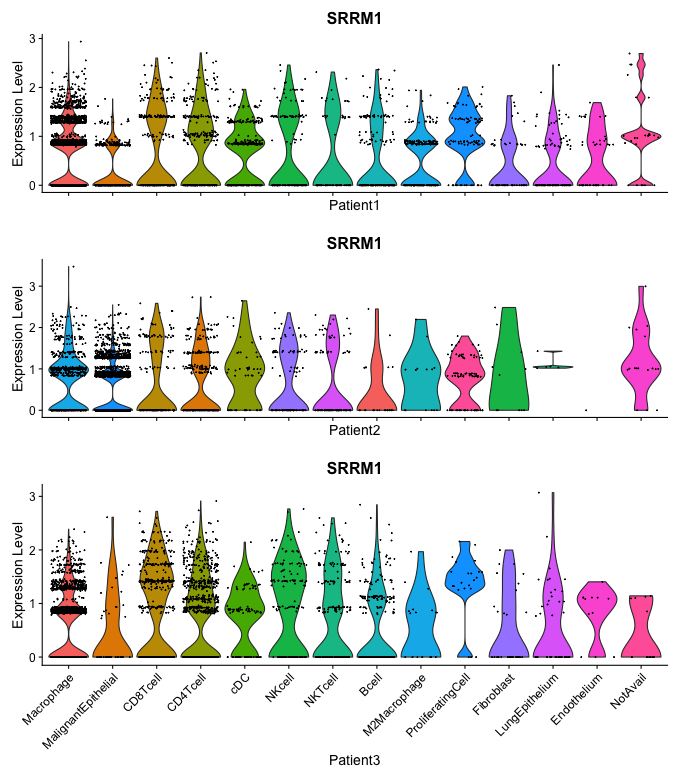 SRRM1
Expression Level
3
2
1
0
Patient1
SRRM1
Expression Level
3
2
1
0
Patient2
SRRM1
Expression Level
3
2
1
0
Macrophage
MalignantEpithelial
CD8Tcell
CD4Tcell
cDC
NKcell
NKTcell
Bcell
M2Macrophage
ProliferatingCell
Fibroblast
LungEpithelium
Endothelium
NotAvail
Patient3